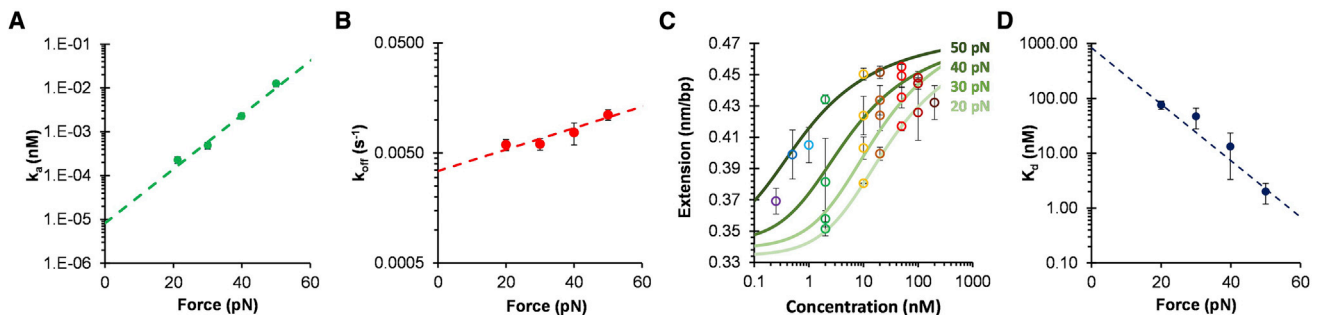 A
kₐ (nM)
1.E-01
1.E-02
1.E-03
1.E-04
1.E-05
1.E-06
0 20 40 60
Force (pN)
B
k_off (s⁻¹)
0.0500
0.0050
0.0005
0 20 40 60
Force (pN)
C
Extension (nm/bp)
0.47
0.45
0.43
0.41
0.39
0.37
0.35
0.33
50 pN
40 pN
30 pN
20 pN
0.1 1 10 100 1000
Concentration (nM)
D
K_d (nM)
1000.00
100.00
10.00
1.00
0.10
0 20 40 60
Force (pN)